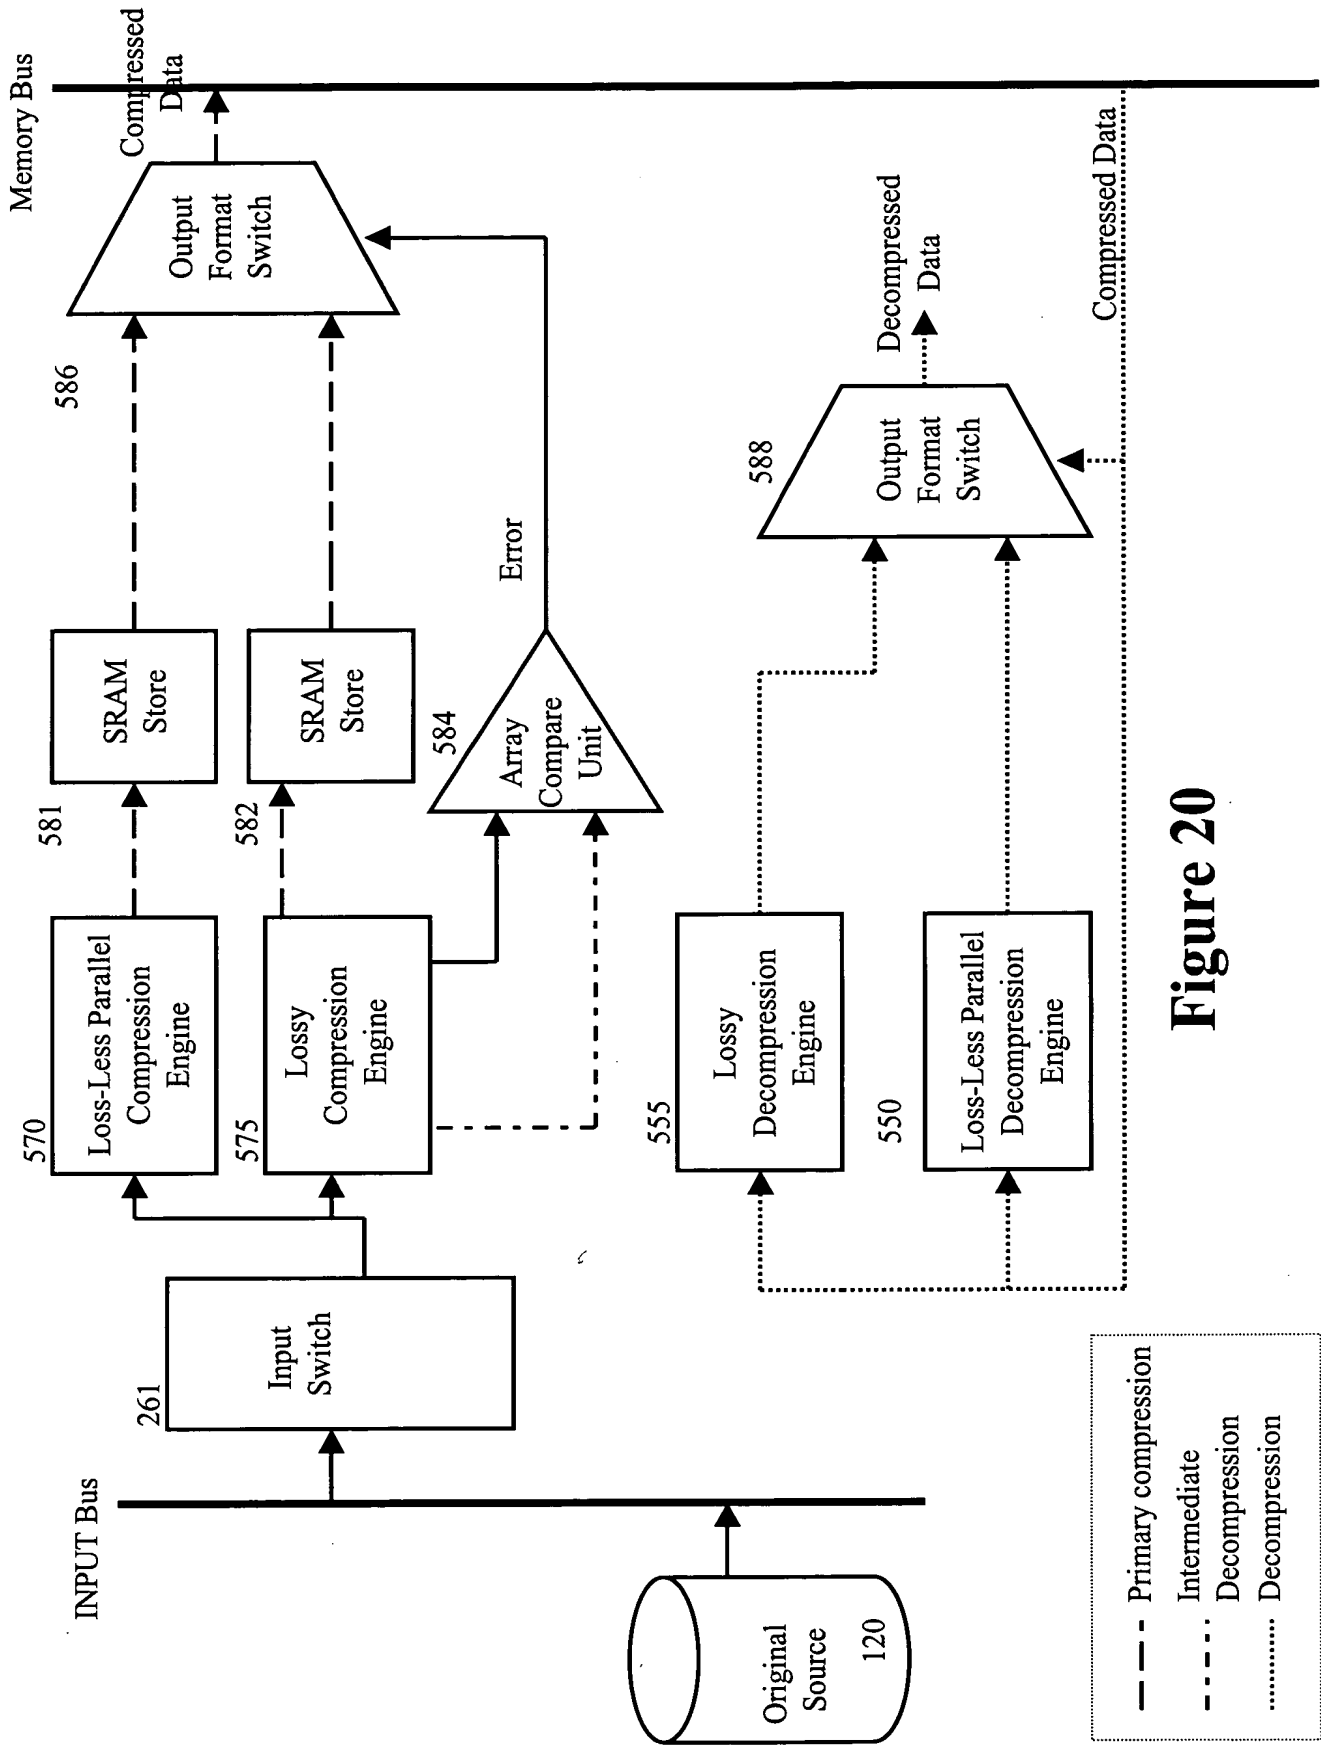 Memory Bus
Compressed
Data
Output
Format
Switch
586
SRAM
Store
581
SRAM
Store
582
Error
584
Array
Compare
Unit
Loss-Less Parallel
Compression
Engine
570
Lossy
Compression
Engine
575
Input
Switch
261
INPUT Bus
Original
Source
120
Decompressed
Data
Output
Format
Switch
588
Compressed Data
Lossy
Decompression
Engine
555
Loss-Less Parallel
Decompression
Engine
550
Primary compression
Intermediate
Decompression
Decompression
Figure 20